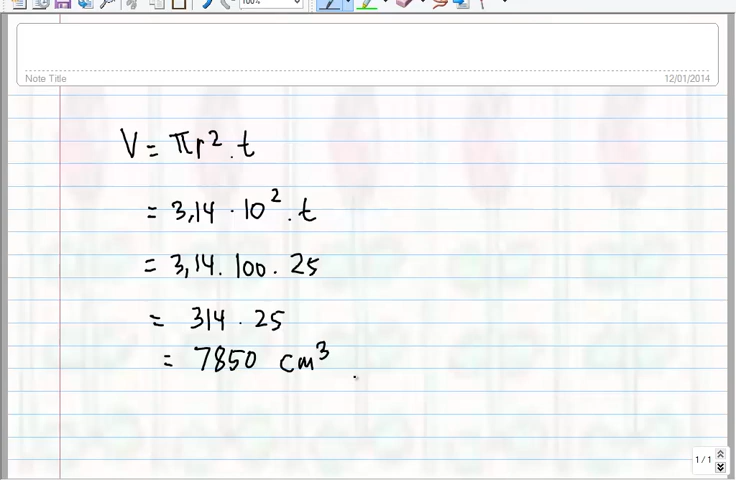 100%
Note Title
12/01/2014
V = πr². t
= 3,14 · 10². t
= 3,14. 100. 25
= 314 . 25
= 7850 cm³
1/1